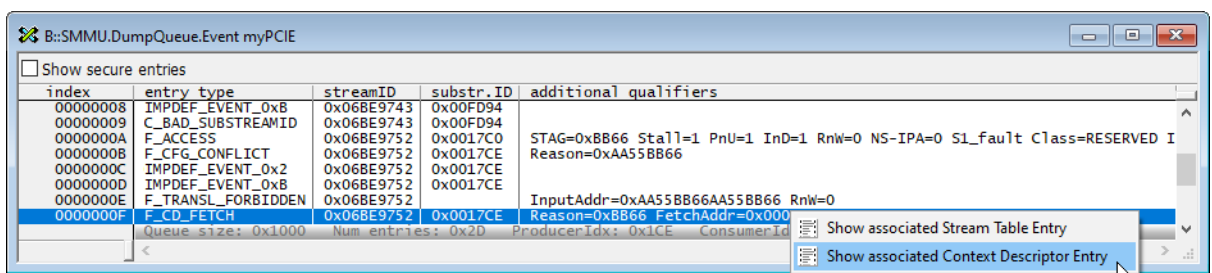 B::SMMU.DumpQueue.Event myPCIE
Show secure entries
index entry type streamID substr.ID additional qualifiers
00000008 IMPDEF_EVENT_0xB 0x06BE9743 0x00FD94
00000009 C_BAD_SUBSTREAMID 0x06BE9743 0x00FD94
0000000A F_ACCESS 0x06BE9752 0x0017C0 STAG=0xBB66 Stall=1 PnU=1 InD=1 RnW=0 NS-IPA=0 S1_fault Class=RESERVED I
0000000B F_CFG_CONFLICT 0x06BE9752 0x0017CE Reason=0xAA55BB66
0000000C IMPDEF_EVENT_0x2 0x06BE9752 0x0017CE
0000000D IMPDEF_EVENT_0xB 0x06BE9752 0x0017CE
0000000E F_TRANSL_FORBIDDEN 0x06BE9752 InputAddr=0xAA55BB66AA55BB66 RnW=0
0000000F F_CD_FETCH 0x06BE9752 0x0017CE Reason=0xBB66 FetchAddr=0x000
Queue size: 0x1000 Num entries: 0x2D ProducerIdx: 0x1CE ConsumerId
Show associated Stream Table Entry
Show associated Context Descriptor Entry